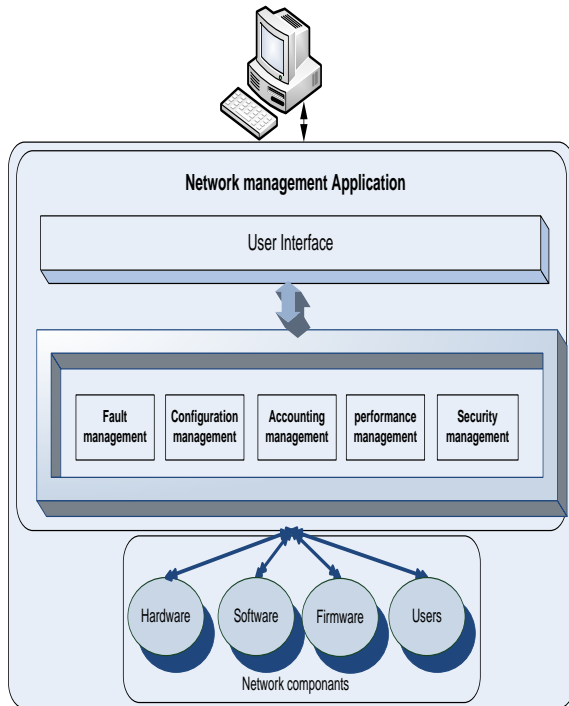 Network management Application
User Interface
Fault
management
Configuration
management
Accounting
management
performance
management
Security
management
Hardware
Software
Firmware
Users
Network componants